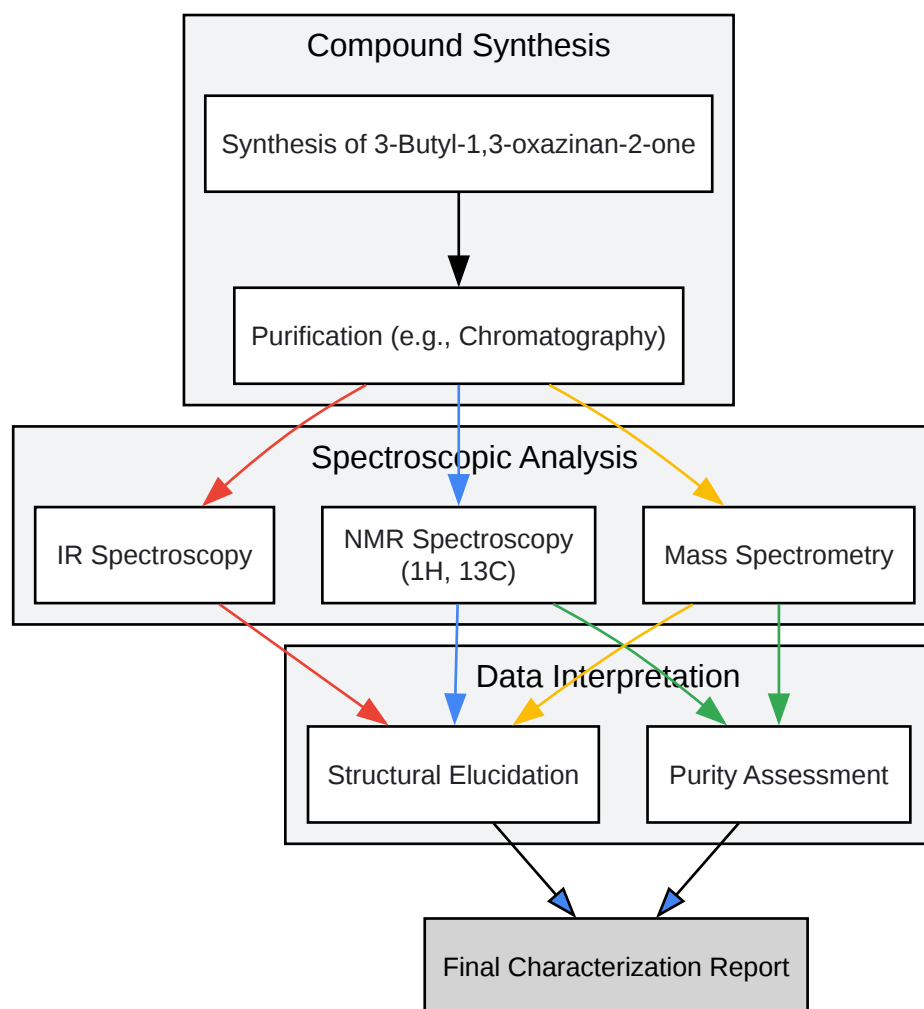 Compound Synthesis
Synthesis of 3-Butyl-1,3-oxazinan-2-one
Purification (e.g., Chromatography)
Spectroscopic Analysis
IR Spectroscopy
NMR Spectroscopy
(1H, 13C)
Mass Spectrometry
Data Interpretation
Structural Elucidation
Purity Assessment
Final Characterization Report